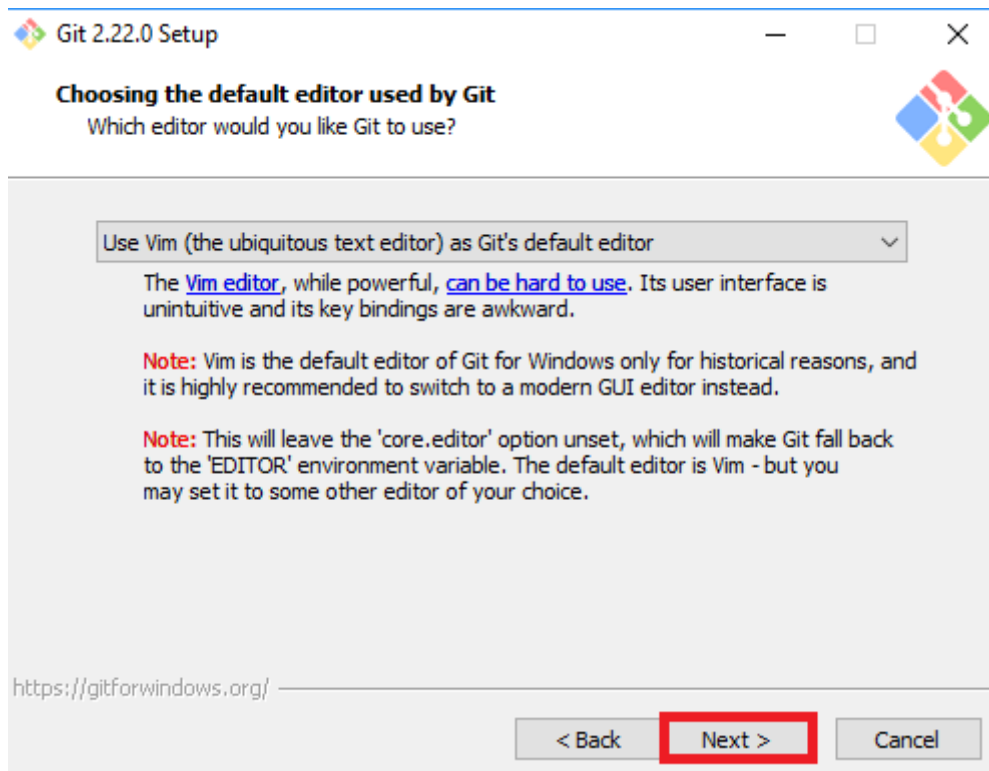 Git 2.22.0 Setup
Choosing the default editor used by Git
Which editor would you like Git to use?
Use Vim (the ubiquitous text editor) as Git's default editor
The Vim editor, while powerful, can be hard to use. Its user interface is
unintuitive and its key bindings are awkward.
Note: Vim is the default editor of Git for Windows only for historical reasons, and
it is highly recommended to switch to a modern GUI editor instead.
Note: This will leave the 'core.editor' option unset, which will make Git fall back
to the 'EDITOR' environment variable. The default editor is Vim - but you
may set it to some other editor of your choice.
https://gitforwindows.org/
< Back Next > Cancel